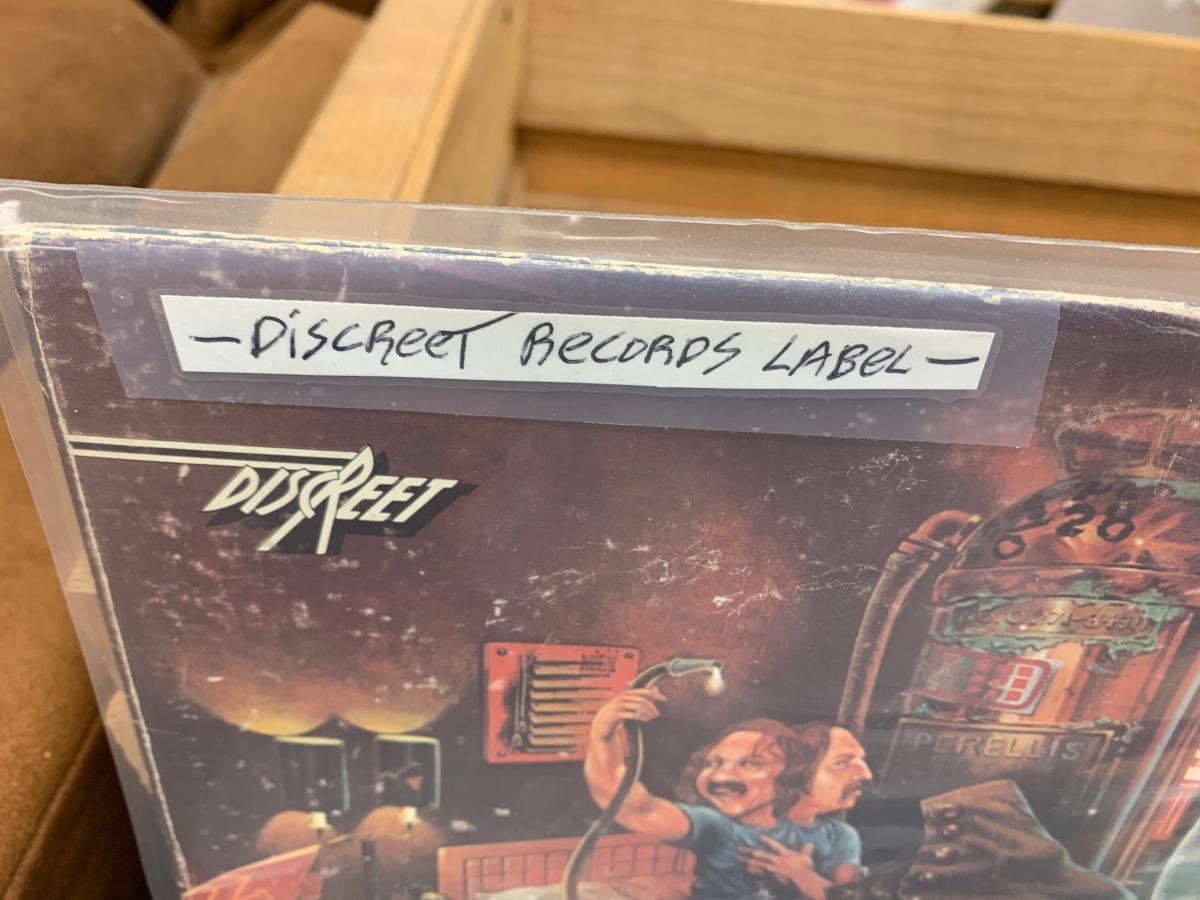 —DiSCReeT ReCORDS LABeL—
DISCREET
PERELLIS